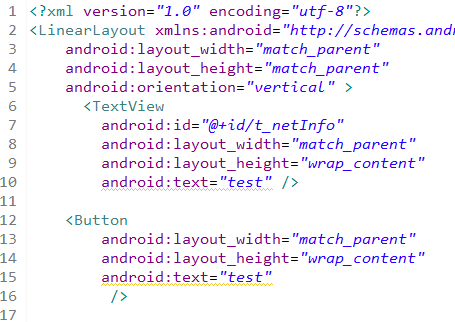 1 <?xml version="1.0" encoding="utf-8"?>
2 <LinearLayout xmlns:android="http://schemas.andr
3 android:layout_width="match_parent"
4 android:layout_height="match_parent"
5 android:orientation="vertical" >
6 <TextView
7 android:id="@+id/t_netInfo"
8 android:layout_width="match_parent"
9 android:layout_height="wrap_content"
10 android:text="test" />
11
12 <Button
13 android:layout_width="match_parent"
14 android:layout_height="wrap_content"
15 android:text="test"
16 />
17